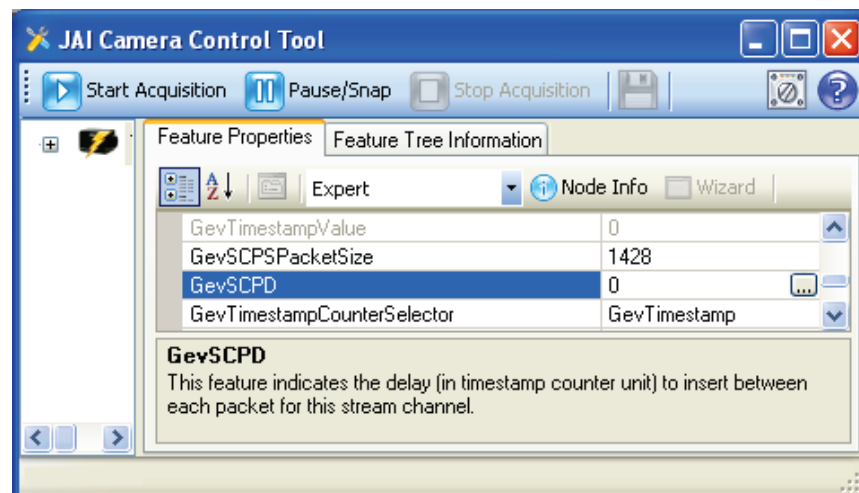 JAI Camera Control Tool
Start Acquisition Pause/Snap Stop Acquisition
Feature Properties Feature Tree Information
Expert Node Info Wizard
GevTimestampValue 0
GevSCPSPacketSize 1428
GevSCPD 0 ...
GevTimestampCounterSelector GevTimestamp
GevSCPD
This feature indicates the delay (in timestamp counter unit) to insert between
each packet for this stream channel.